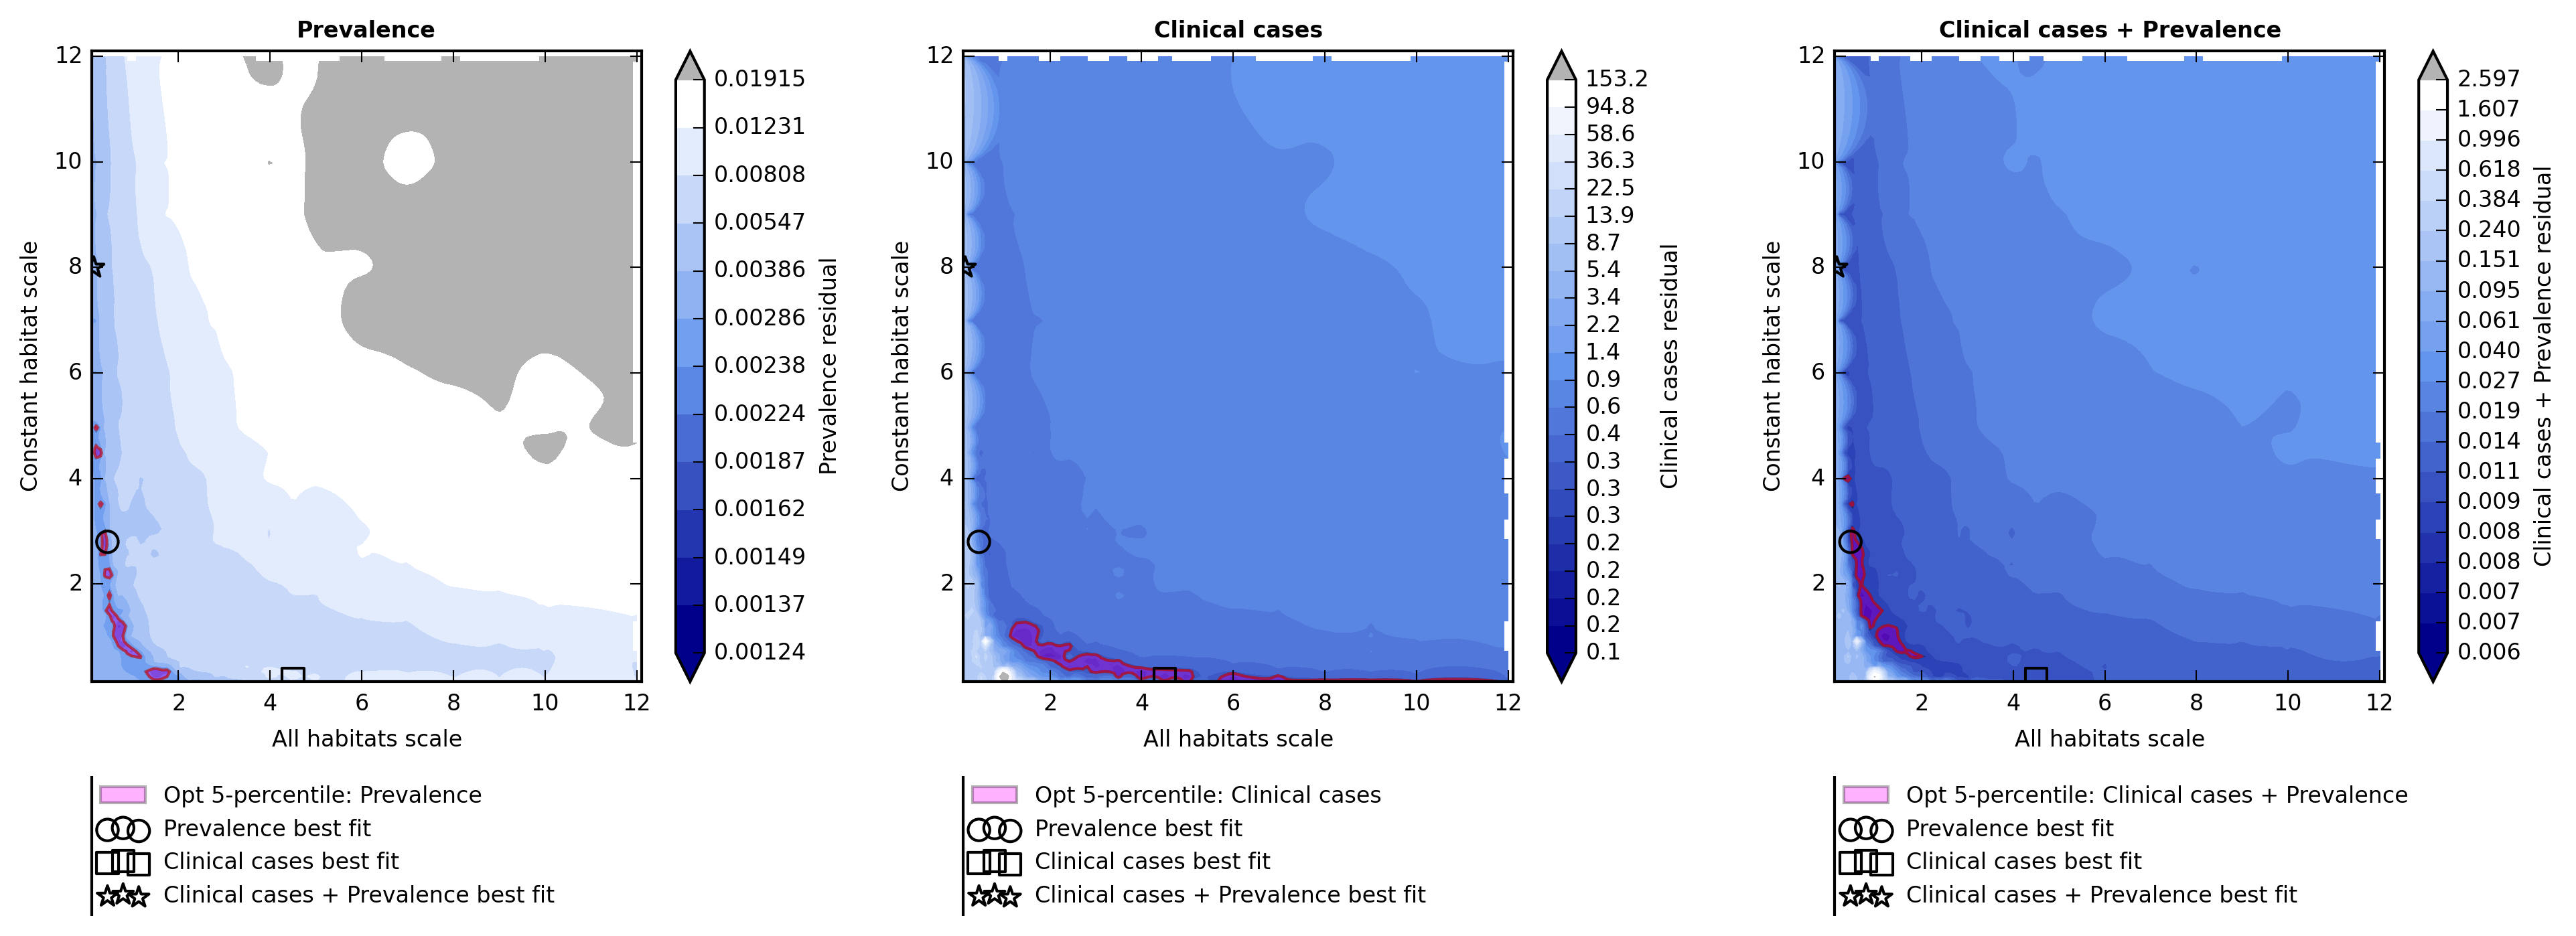 Prevalence
12
10
8
6
4
2
2 4 6 8 10 12
Constant habitat scale
All habitats scale
0.01915
0.01231
0.00808
0.00547
0.00386
0.00286
0.00238
0.00224
0.00187
0.00162
0.00149
0.00137
0.00124
Prevalence residual
Opt 5-percentile: Prevalence
Prevalence best fit
Clinical cases best fit
Clinical cases + Prevalence best fit
Clinical cases
12
10
8
6
4
2
2 4 6 8 10 12
Constant habitat scale
All habitats scale
153.2
94.8
58.6
36.3
22.5
13.9
8.7
5.4
3.4
2.2
1.4
0.9
0.6
0.4
0.3
0.3
0.3
0.2
0.2
0.2
0.2
0.1
Clinical cases residual
Opt 5-percentile: Clinical cases
Prevalence best fit
Clinical cases best fit
Clinical cases + Prevalence best fit
Clinical cases + Prevalence
12
10
8
6
4
2
2 4 6 8 10 12
Constant habitat scale
All habitats scale
2.597
1.607
0.996
0.618
0.384
0.240
0.151
0.095
0.061
0.040
0.027
0.019
0.014
0.011
0.009
0.008
0.008
0.007
0.007
0.006
Clinical cases + Prevalence residual
Opt 5-percentile: Clinical cases + Prevalence
Prevalence best fit
Clinical cases best fit
Clinical cases + Prevalence best fit